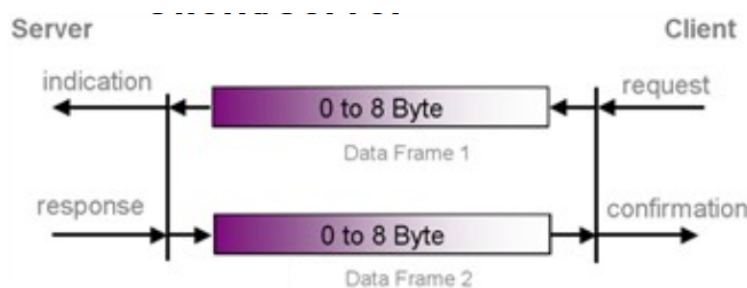 Server Client
indication request
0 to 8 Byte
Data Frame 1
response confirmation
0 to 8 Byte
Data Frame 2